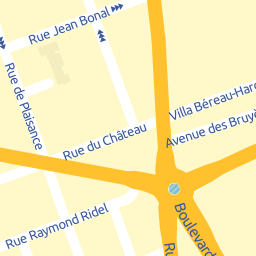 Rue Jean Bonal
Rue de Plaisance
Villa Béreau-Hard
Avenue des Bruyè
Rue du Château
Rue Raymond Ridel
Boulevard
Ru